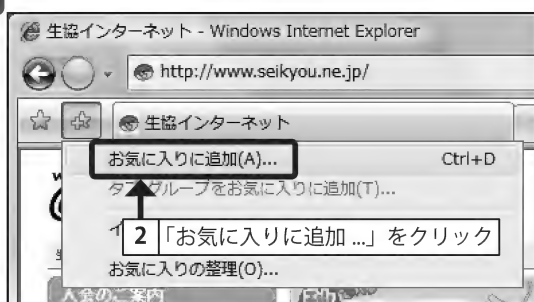 生協インターネット - Windows Internet Explorer
http://www.seikyou.ne.jp/
生協インターネット
お気に入りに追加(A)... Ctrl+D
タブ グループをお気に入りに追加(T)...
2 「お気に入りに追加 ...」をクリック
お気に入りの整理(O)...
入会のご案内